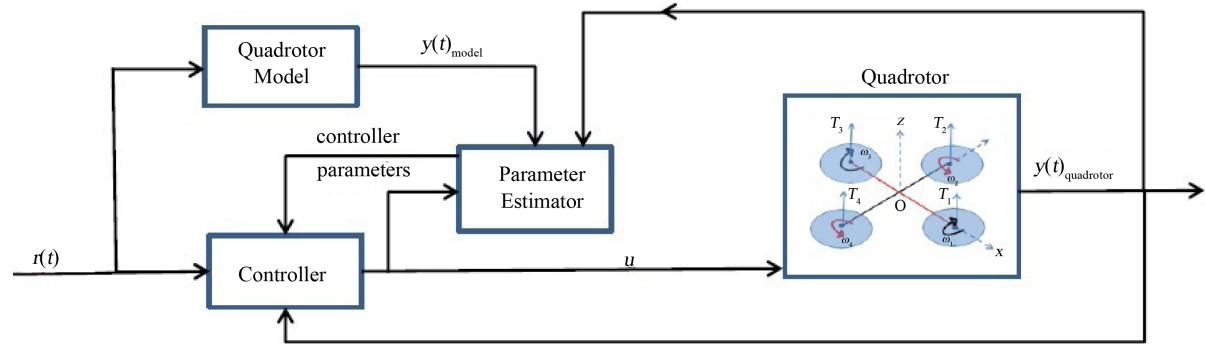 Quadrotor
Model
y(t)model
Quadrotor
controller
parameters
Parameter
Estimator
T3
z
T2
ω3
ω2
y(t)quadrotor
T4
O
T1
ω4
ω1
x
r(t)
Controller
u